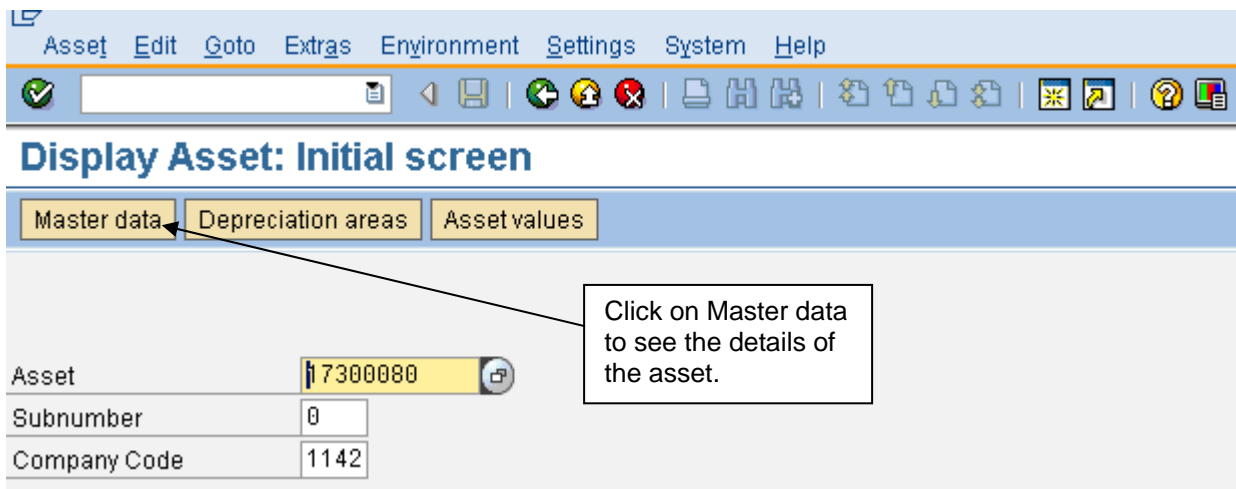 Asset Edit Goto Extras Environment Settings System Help
Display Asset: Initial screen
Master data Depreciation areas Asset values
Click on Master data
to see the details of
the asset.
Asset 17300080
Subnumber 0
Company Code 1142